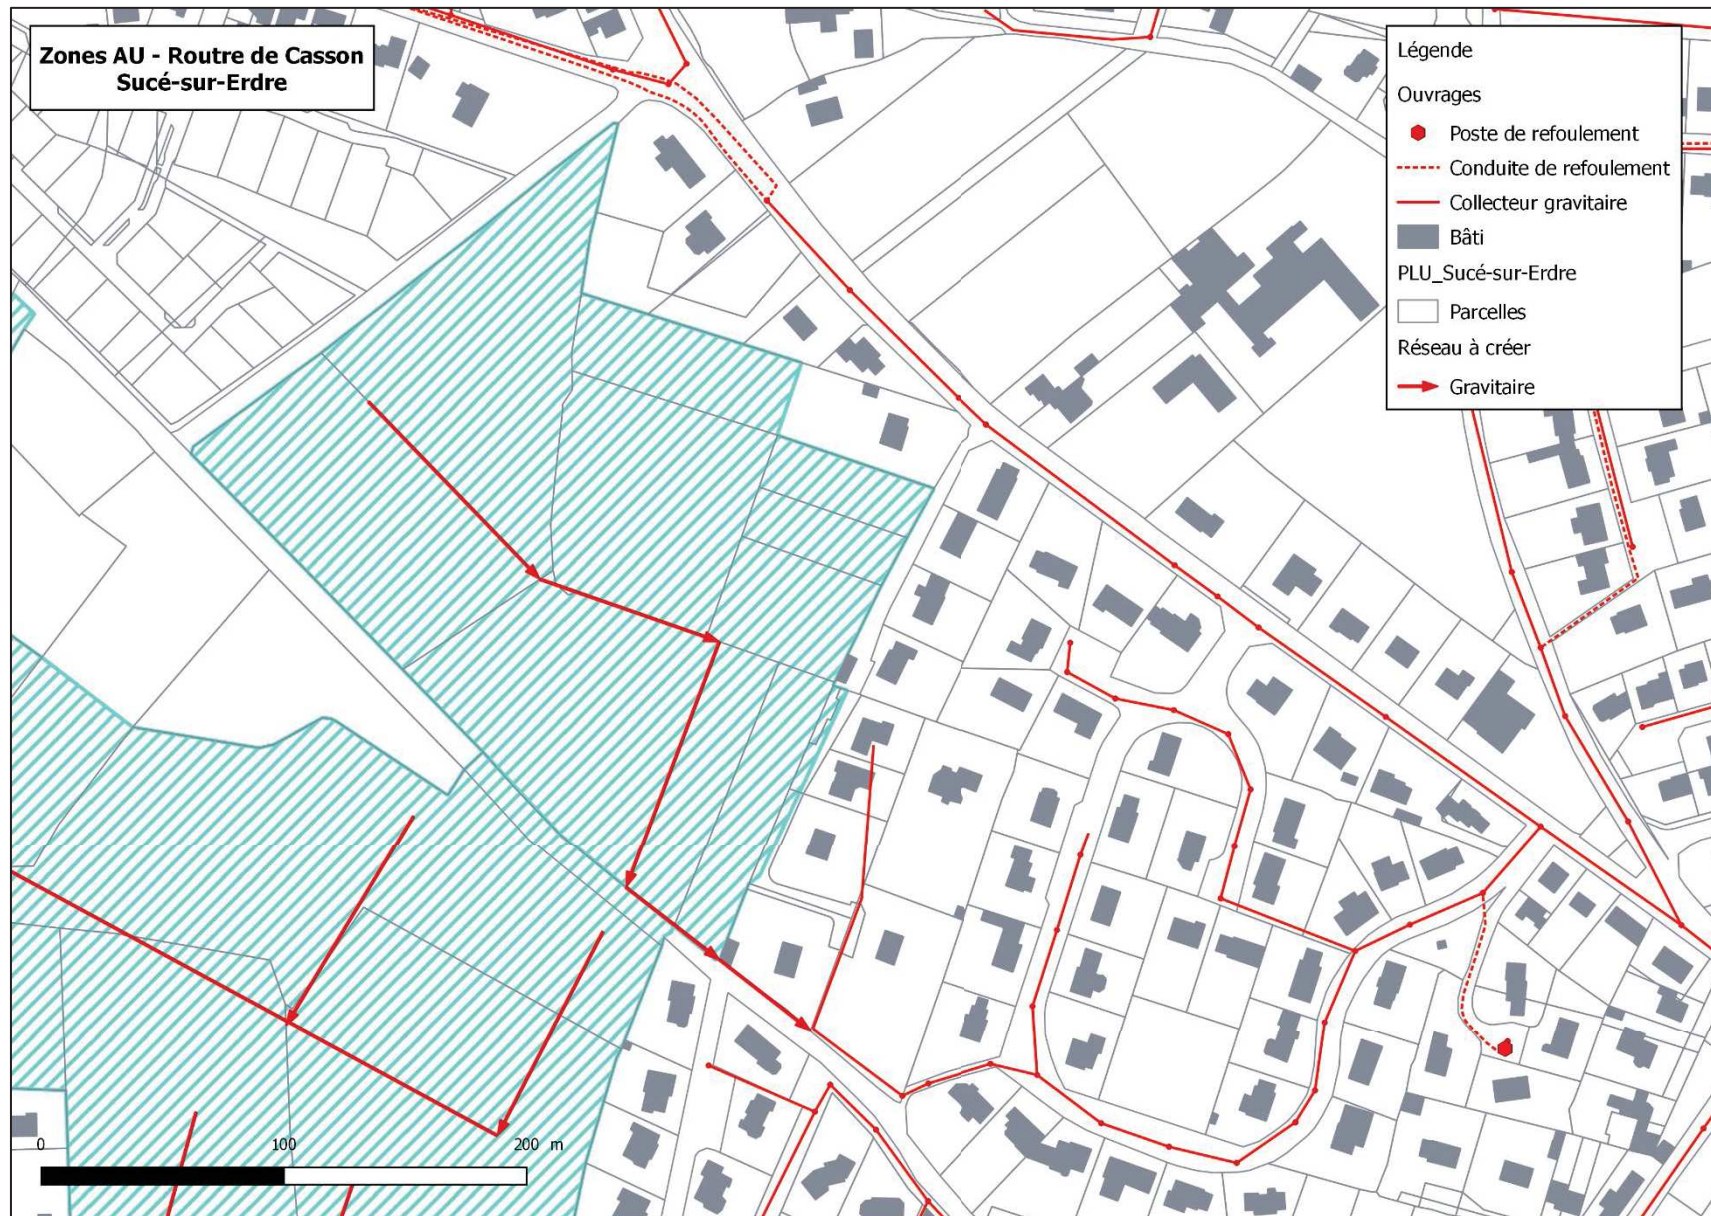 Zones AU - Routre de Casson
Sucé-sur-Erdre
Légende
Ouvrages
Poste de refoulement
Conduite de refoulement
Collecteur gravitaire
Bâti
PLU_Sucé-sur-Erdre
Parcelles
Réseau à créer
Gravitaire
0 100 200 m